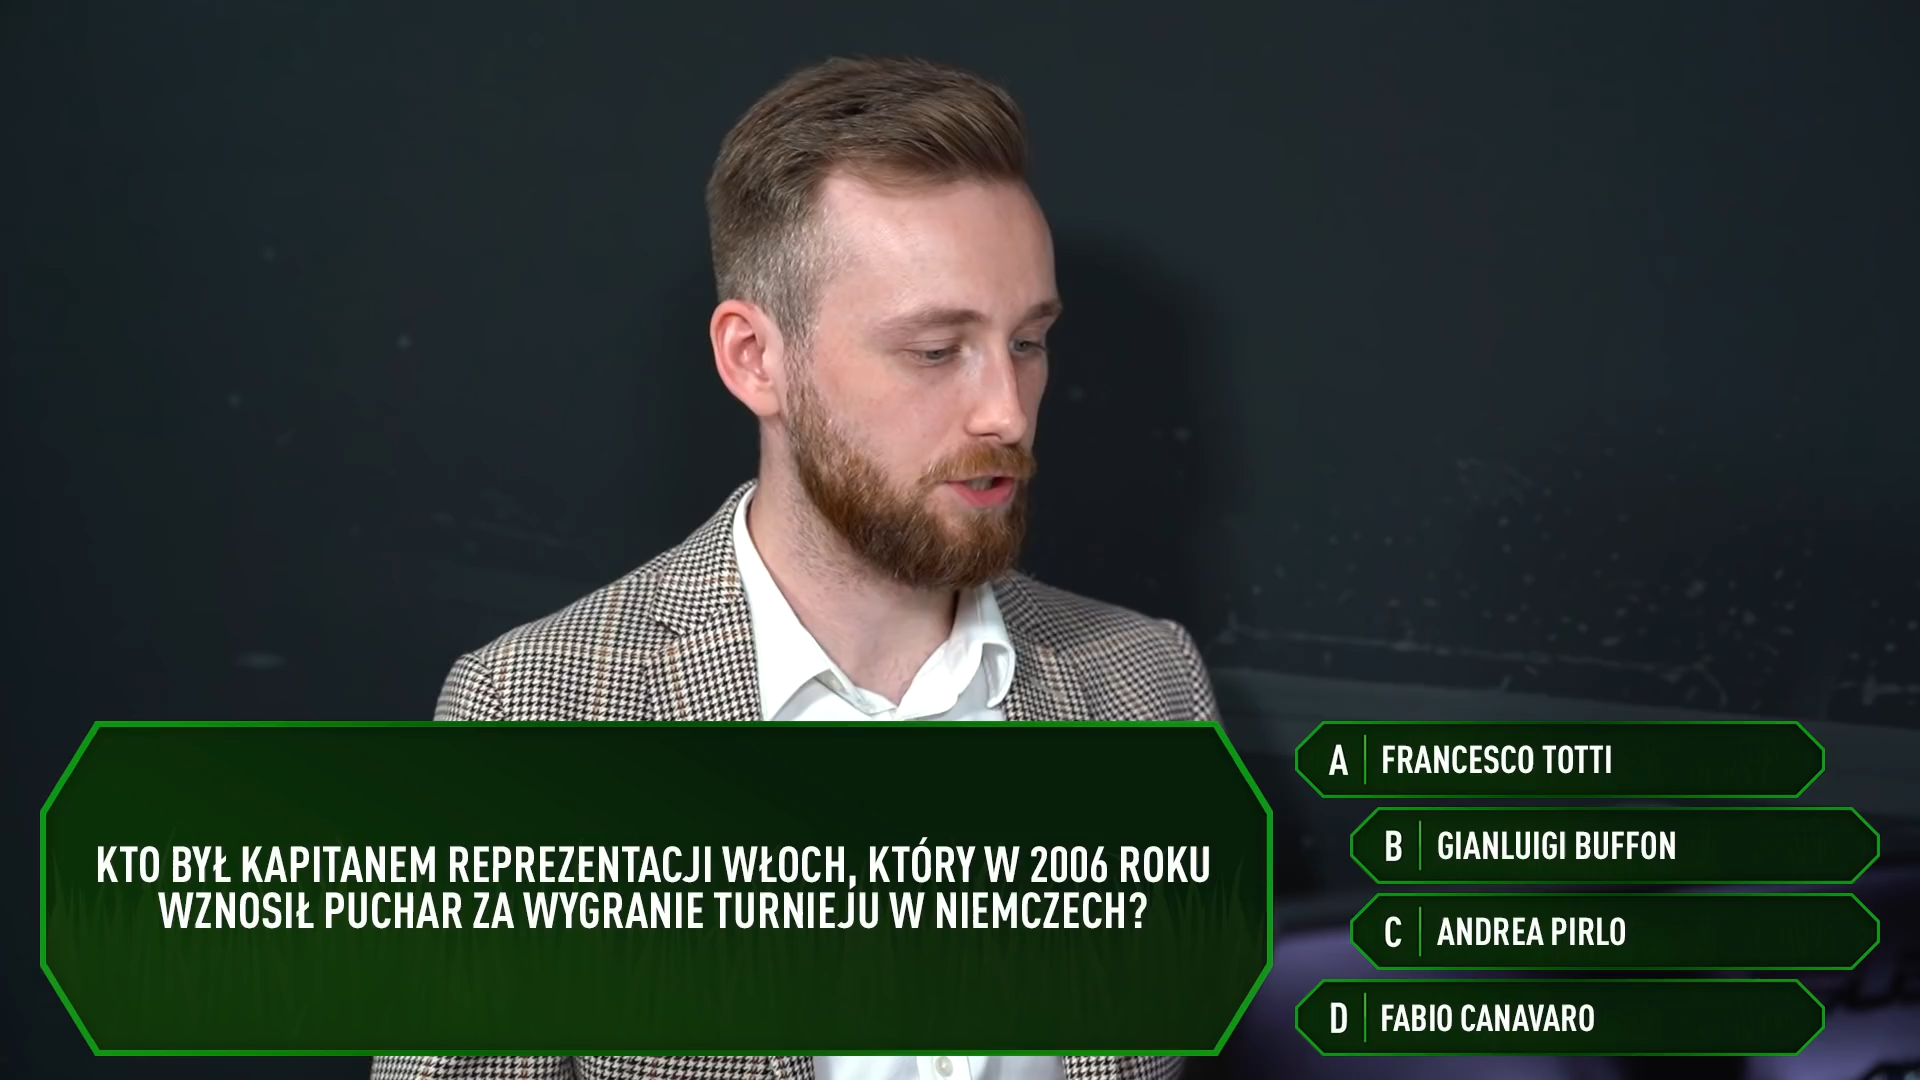 KTO BYŁ KAPITANEM REPREZENTACJI WŁOCH, KTÓRY W 2006 ROKU
WZNOSIŁ PUCHAR ZA WYGRANIE TURNIEJU W NIEMCZECH?
A FRANCESCO TOTTI
B GIANLUIGI BUFFON
C ANDREA PIRLO
D FABIO CANAVARO